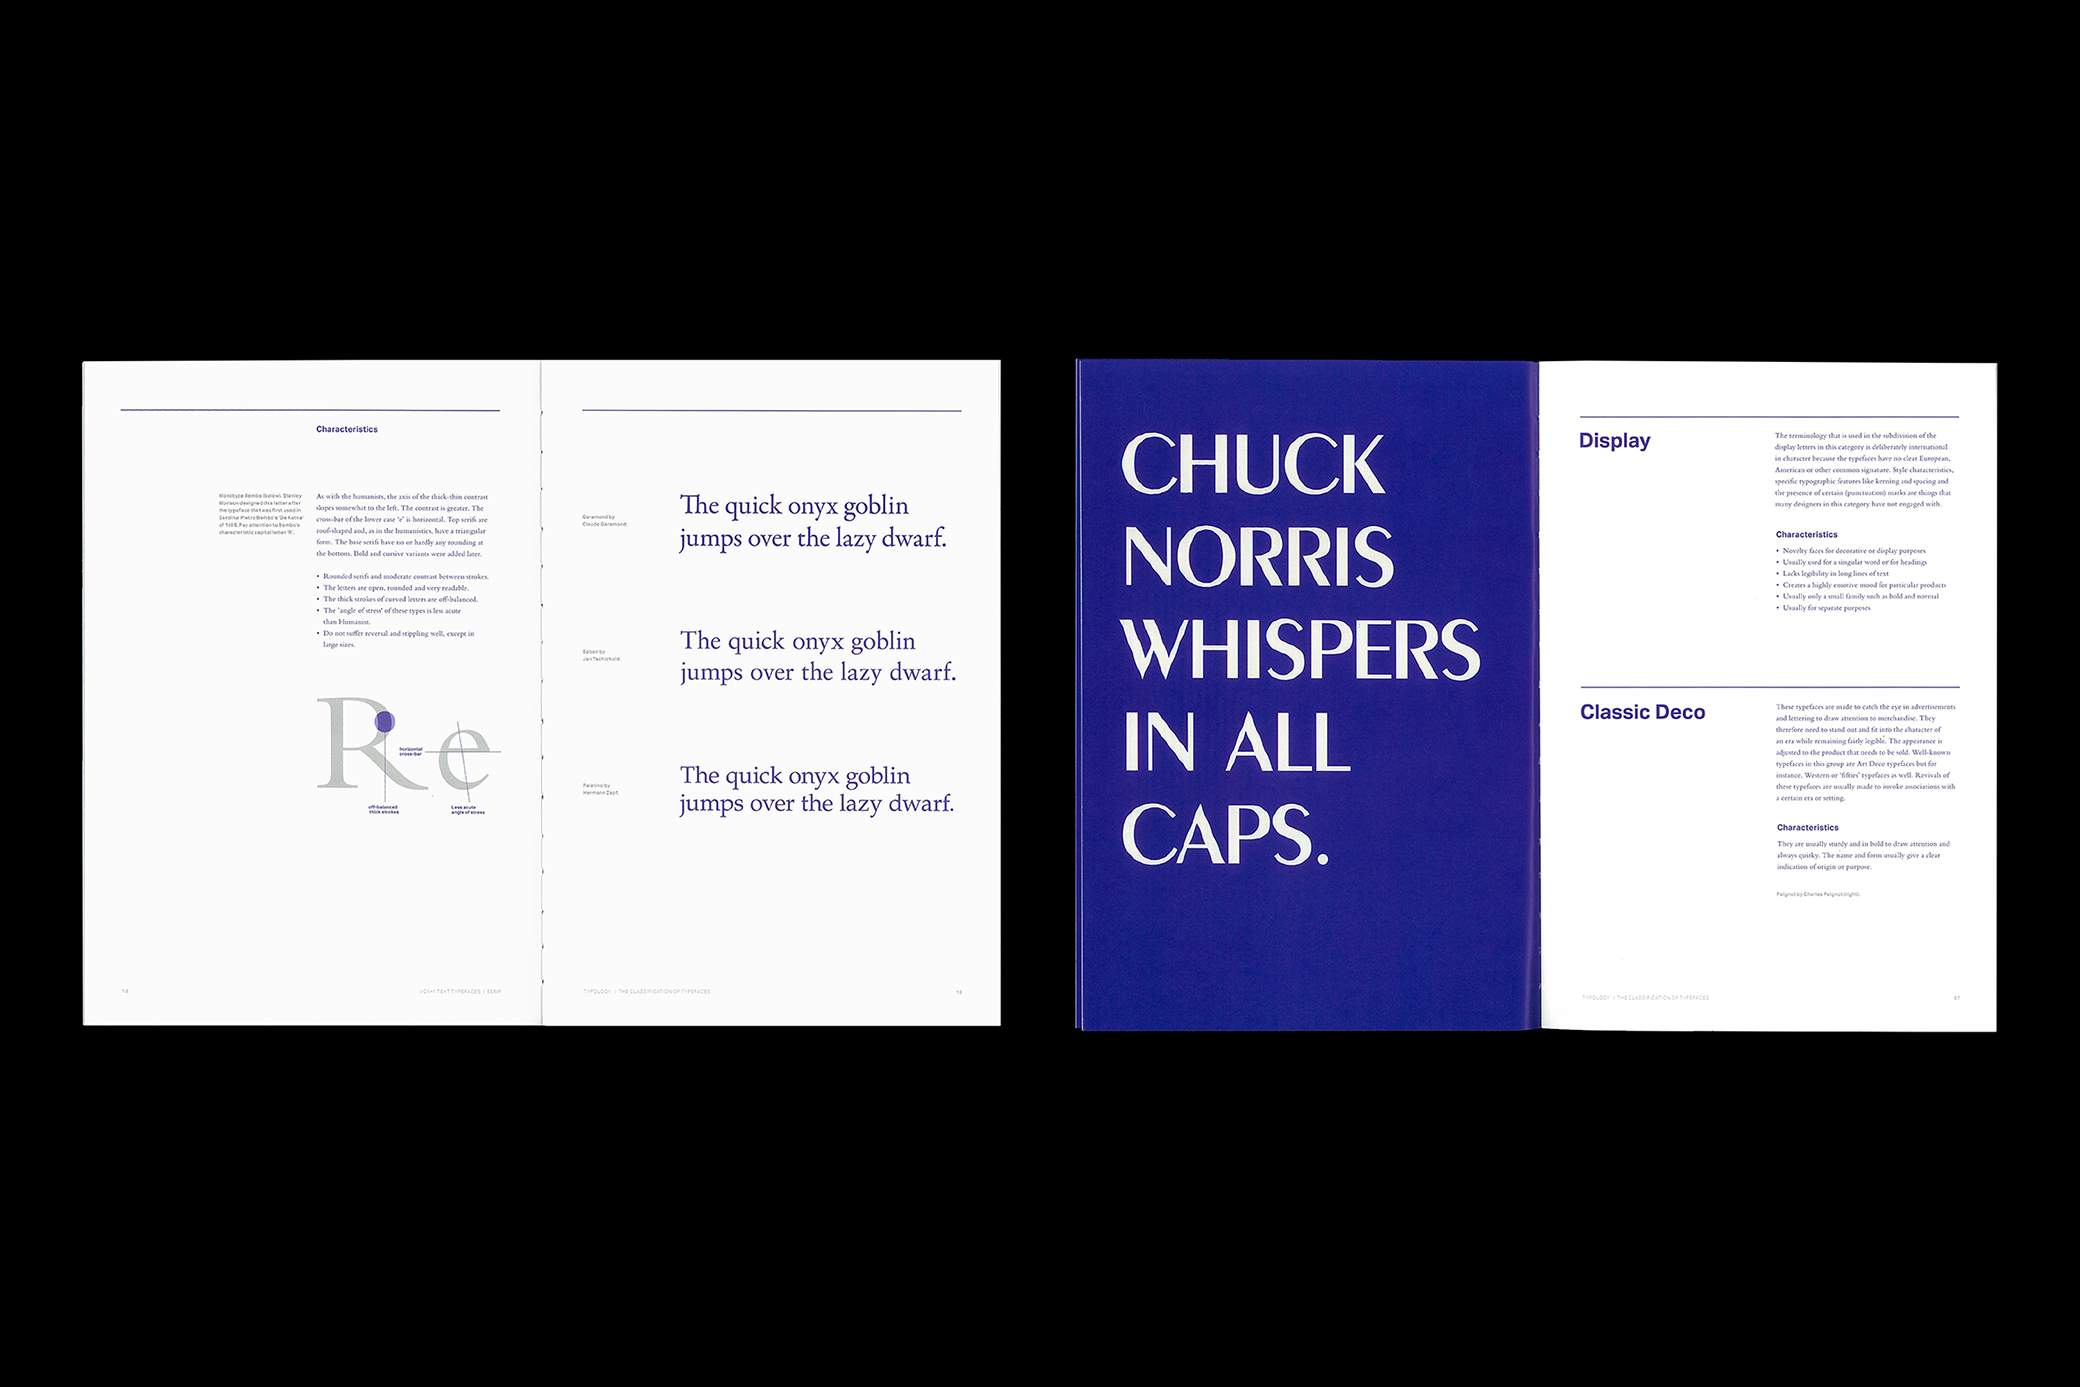 Characteristics
Monotype Bembo (below). Stanley
Morison designed this letter after
the typeface that was first used in
Cardinal Pietro Bembo's 'De Aetna'
of 1496. Pay attention to Bembo's
characteristic capital letter 'R'.
As with the humanists, the axis of the thick-thin contrast
slopes somewhat to the left. The contrast is greater. The
cross-bar of the lower case 'e' is horizontal. Top serifs are
roof-shaped and, as in the humanistics, have a triangular
form. The base serifs have no or hardly any rounding at
the bottom. Bold and cursive variants were added later.
• Rounded serifs and moderate contrast between strokes.
• The letters are open, rounded and very readable.
• The thick strokes of curved letters are off-balanced.
• The 'angle of stress' of these types is less acute
than Humanist.
• Do not suffer reversal and stippling well, except in
large sizes.
Re
horizontal
cross-bar
off-balanced
thick strokes
Less acute
angle of stress
VOX+1 TEXT TYPEFACES | SERIF
Garamond by
Claude Garamond.
The quick onyx goblin
jumps over the lazy dwarf.
Sabon by
Jan Tschichold.
The quick onyx goblin
jumps over the lazy dwarf.
Palatino by
Hermann Zapf.
The quick onyx goblin
jumps over the lazy dwarf.
TYPOLOGY | THE CLASSIFICATION OF TYPEFACES
CHUCK
NORRIS
WHISPERS
IN ALL
CAPS.
Display
The terminology that is used in the subdivision of the
display letters in this category is deliberately international
in character because the typefaces have no clear European,
American or other common signature. Style characteristics,
specific typographic features like kerning and spacing and
the presence of certain (punctuation) marks are things that
many designers in this category have not engaged with.
Characteristics
• Novelty faces for decorative or display purposes
• Usually used for a singular word or for headings
• Lacks legibility in long lines of text
• Creates a highly emotive mood for particular products
• Usually only a small family such as bold and normal
• Usually for separate purposes
Classic Deco
These typefaces are made to catch the eye in advertisements
and lettering to draw attention to merchandise. They
therefore need to stand out and fit into the character of
an era while remaining fairly legible. The appearance is
adjusted to the product that needs to be sold. Well-known
typefaces in this group are Art Deco typefaces but for
instance, Western or 'fifties' typefaces as well. Revivals of
these typefaces are usually made to invoke associations with
a certain era or setting.
Characteristics
They are usually sturdy and in bold to draw attention and
always quirky. The name and form usually give a clear
indication of origin or purpose.
Peignot by Charles Peignot (right).
TYPOLOGY | THE CLASSIFICATION OF TYPEFACES
67